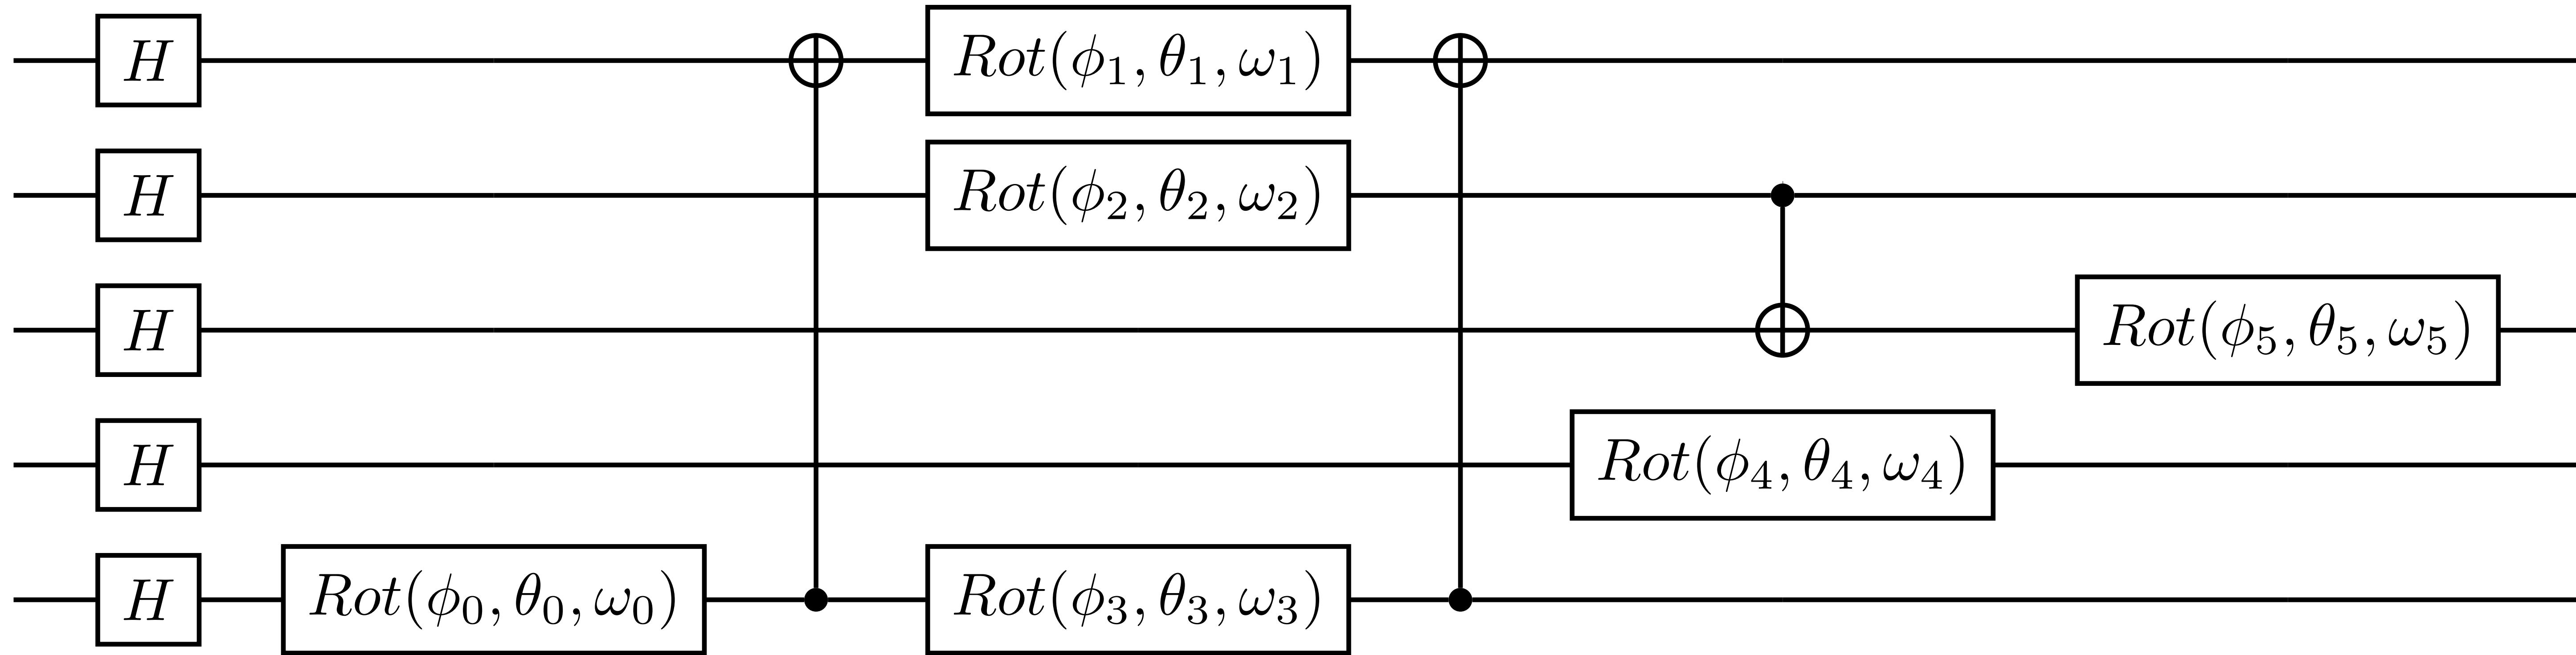 H Rot(ϕ₁, θ₁, ω₁)
H Rot(ϕ₂, θ₂, ω₂)
H Rot(ϕ₅, θ₅, ω₅)
H Rot(ϕ₄, θ₄, ω₄)
H Rot(ϕ₀, θ₀, ω₀) Rot(ϕ₃, θ₃, ω₃)